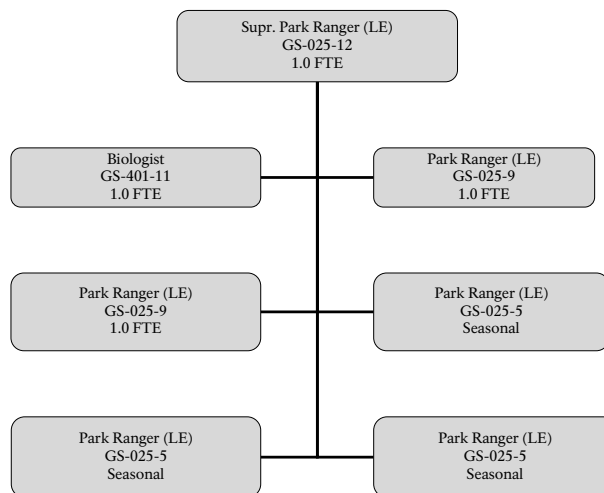 Supr. Park Ranger (LE)
GS-025-12
1.0 FTE
Biologist
GS-401-11
1.0 FTE
Park Ranger (LE)
GS-025-9
1.0 FTE
Park Ranger (LE)
GS-025-9
1.0 FTE
Park Ranger (LE)
GS-025-5
Seasonal
Park Ranger (LE)
GS-025-5
Seasonal
Park Ranger (LE)
GS-025-5
Seasonal